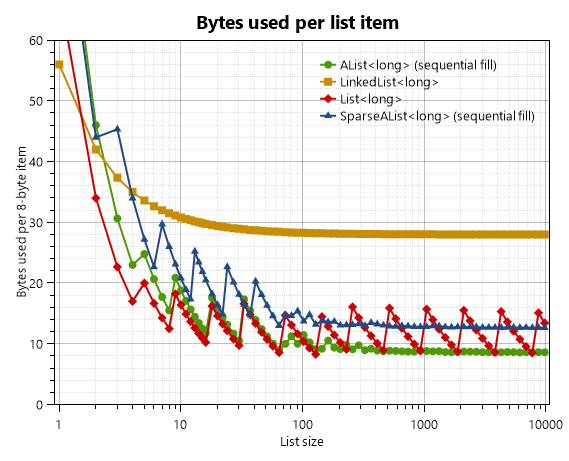 Bytes used per list item
60
50
40
30
20
10
0
Bytes used per 8-byte item
AList<long> (sequential fill)
LinkedList<long>
List<long>
SparseAList<long> (sequential fill)
1 10 100 1000 10000
List size